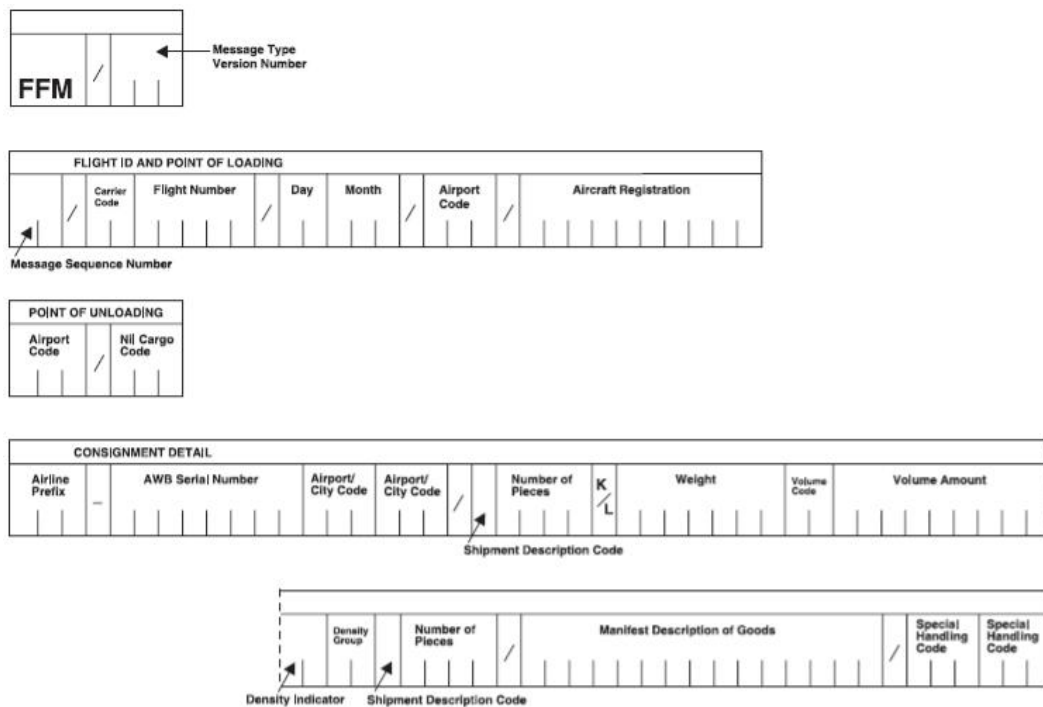 Message Type
Version Number
FFM /
FLIGHT ID AND POINT OF LOADING
/ Carrier Code Flight Number / Day Month / Airport Code / Aircraft Registration
Message Sequence Number
POINT OF UNLOADING
Airport Code / Nil Cargo Code
CONSIGNMENT DETAIL
Airline Prefix – AWB Serial Number Airport/ City Code Airport/ City Code / Number of Pieces K/L Weight Volume Code Volume Amount
Shipment Description Code
Density Group Number of Pieces / Manifest Description of Goods / Special Handling Code Special Handling Code
Density Indicator Shipment Description Code